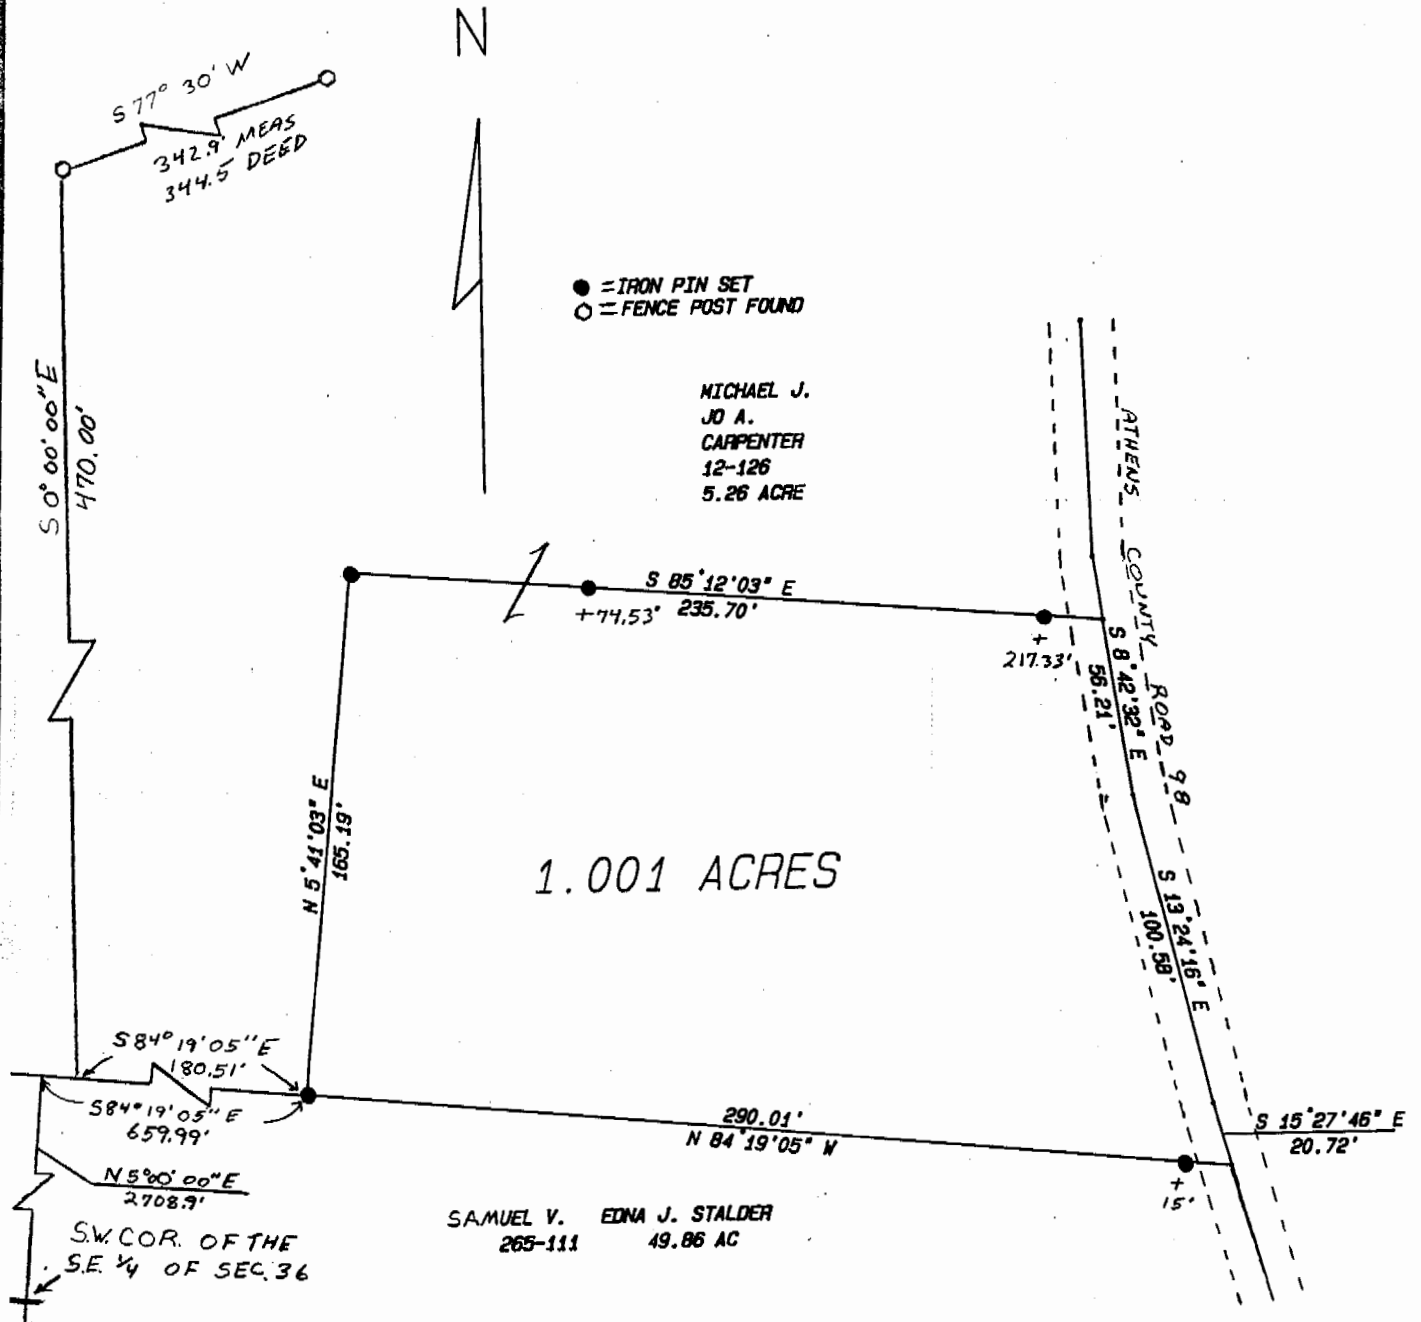 N
S 77° 30' W
342.9' MEAS
344.5 DEED
● =IRON PIN SET
○ =FENCE POST FOUND
S 0° 00' 00" E
470.00'
MICHAEL J.
JO A.
CARPENTER
12-126
5.26 ACRE
ATHENS COUNTY ROAD 98
S 85°12'03" E
235.70'
+74.53'
+
217.33'
S 8°42'32" E
56.21'
N 5°41'03" E
165.19'
1.001 ACRES
S 13°24'16" E
100.58'
S 84° 19' 05" E
180.51'
S 84° 19' 05" E
659.99'
290.01'
N 84°19'05" W
S 15°27'46" E
20.72'
+
15'
N 5°00' 00" E
2708.9'
SAMUEL V. EDNA J. STALDER
265-111 49.86 AC
S.W. COR. OF THE
S.E. ¼ OF SEC. 36